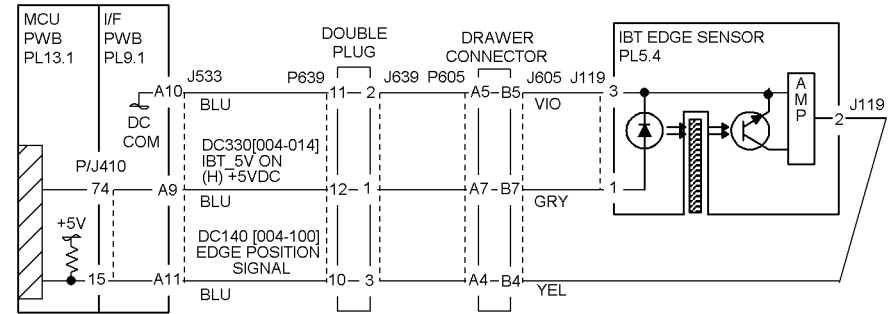 MCU
PWB
PL13.1
I/F
PWB
PL9.1
DOUBLE
PLUG
DRAWER
CONNECTOR
IBT EDGE SENSOR
PL5.4
J533
P639
J639
P605
J605
J119
A10
BLU
11
2
A5
B5
VIO
3
AMP
2
J119
DC
COM
DC330[004-014]
IBT_5V ON
(H) +5VDC
P/J410
74
A9
BLU
12
1
A7
B7
GRY
1
+5V
DC140 [004-100]
EDGE POSITION
SIGNAL
15
A11
BLU
10
3
A4
B4
YEL